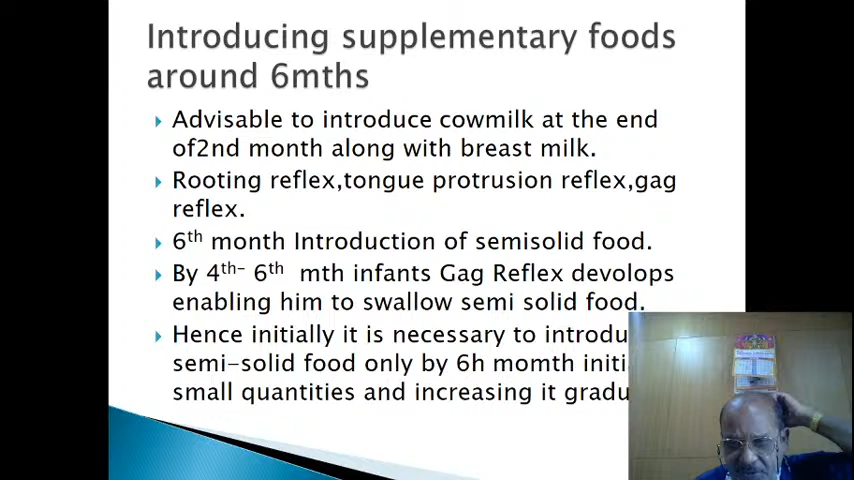 Introducing supplementary foods
around 6mths
Advisable to introduce cowmilk at the end
of2nd month along with breast milk.
Rooting reflex,tongue protrusion reflex,gag
reflex.
6th month Introduction of semisolid food.
By 4th- 6th mth infants Gag Reflex devolops
enabling him to swallow semi solid food.
Hence initially it is necessary to
semi-solid food only by 6h momth
small quantities and increasing it